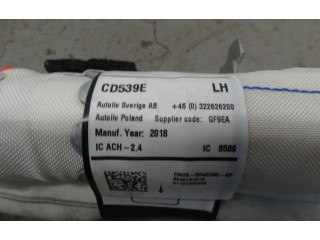 CD539E LH
Autoliv Sverige AB. +46 (0) 322626200
Autoliv Poland Supplier code: GF9EA
Manuf. Year: 2018
IC ACH-2.4 IC 0589